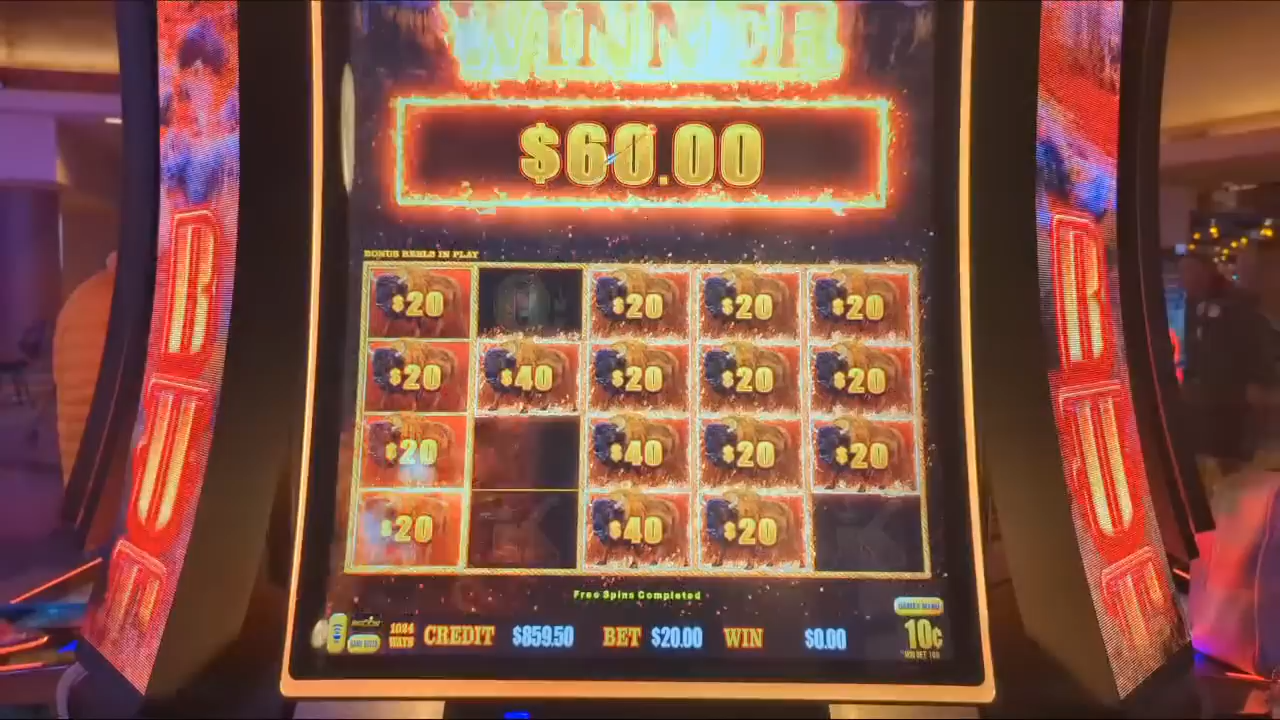 WINNER
$60.00
BONUS REELS IN PLAY
$20 $20 $20 $20
$20 $40 $20 $20 $20
$20 $40 $20 $20
$20 $40 $20
Free Spins Completed
GAMES MENU
1024 WAYS CREDIT $859.50 BET $20.00 WIN $0.00 10¢